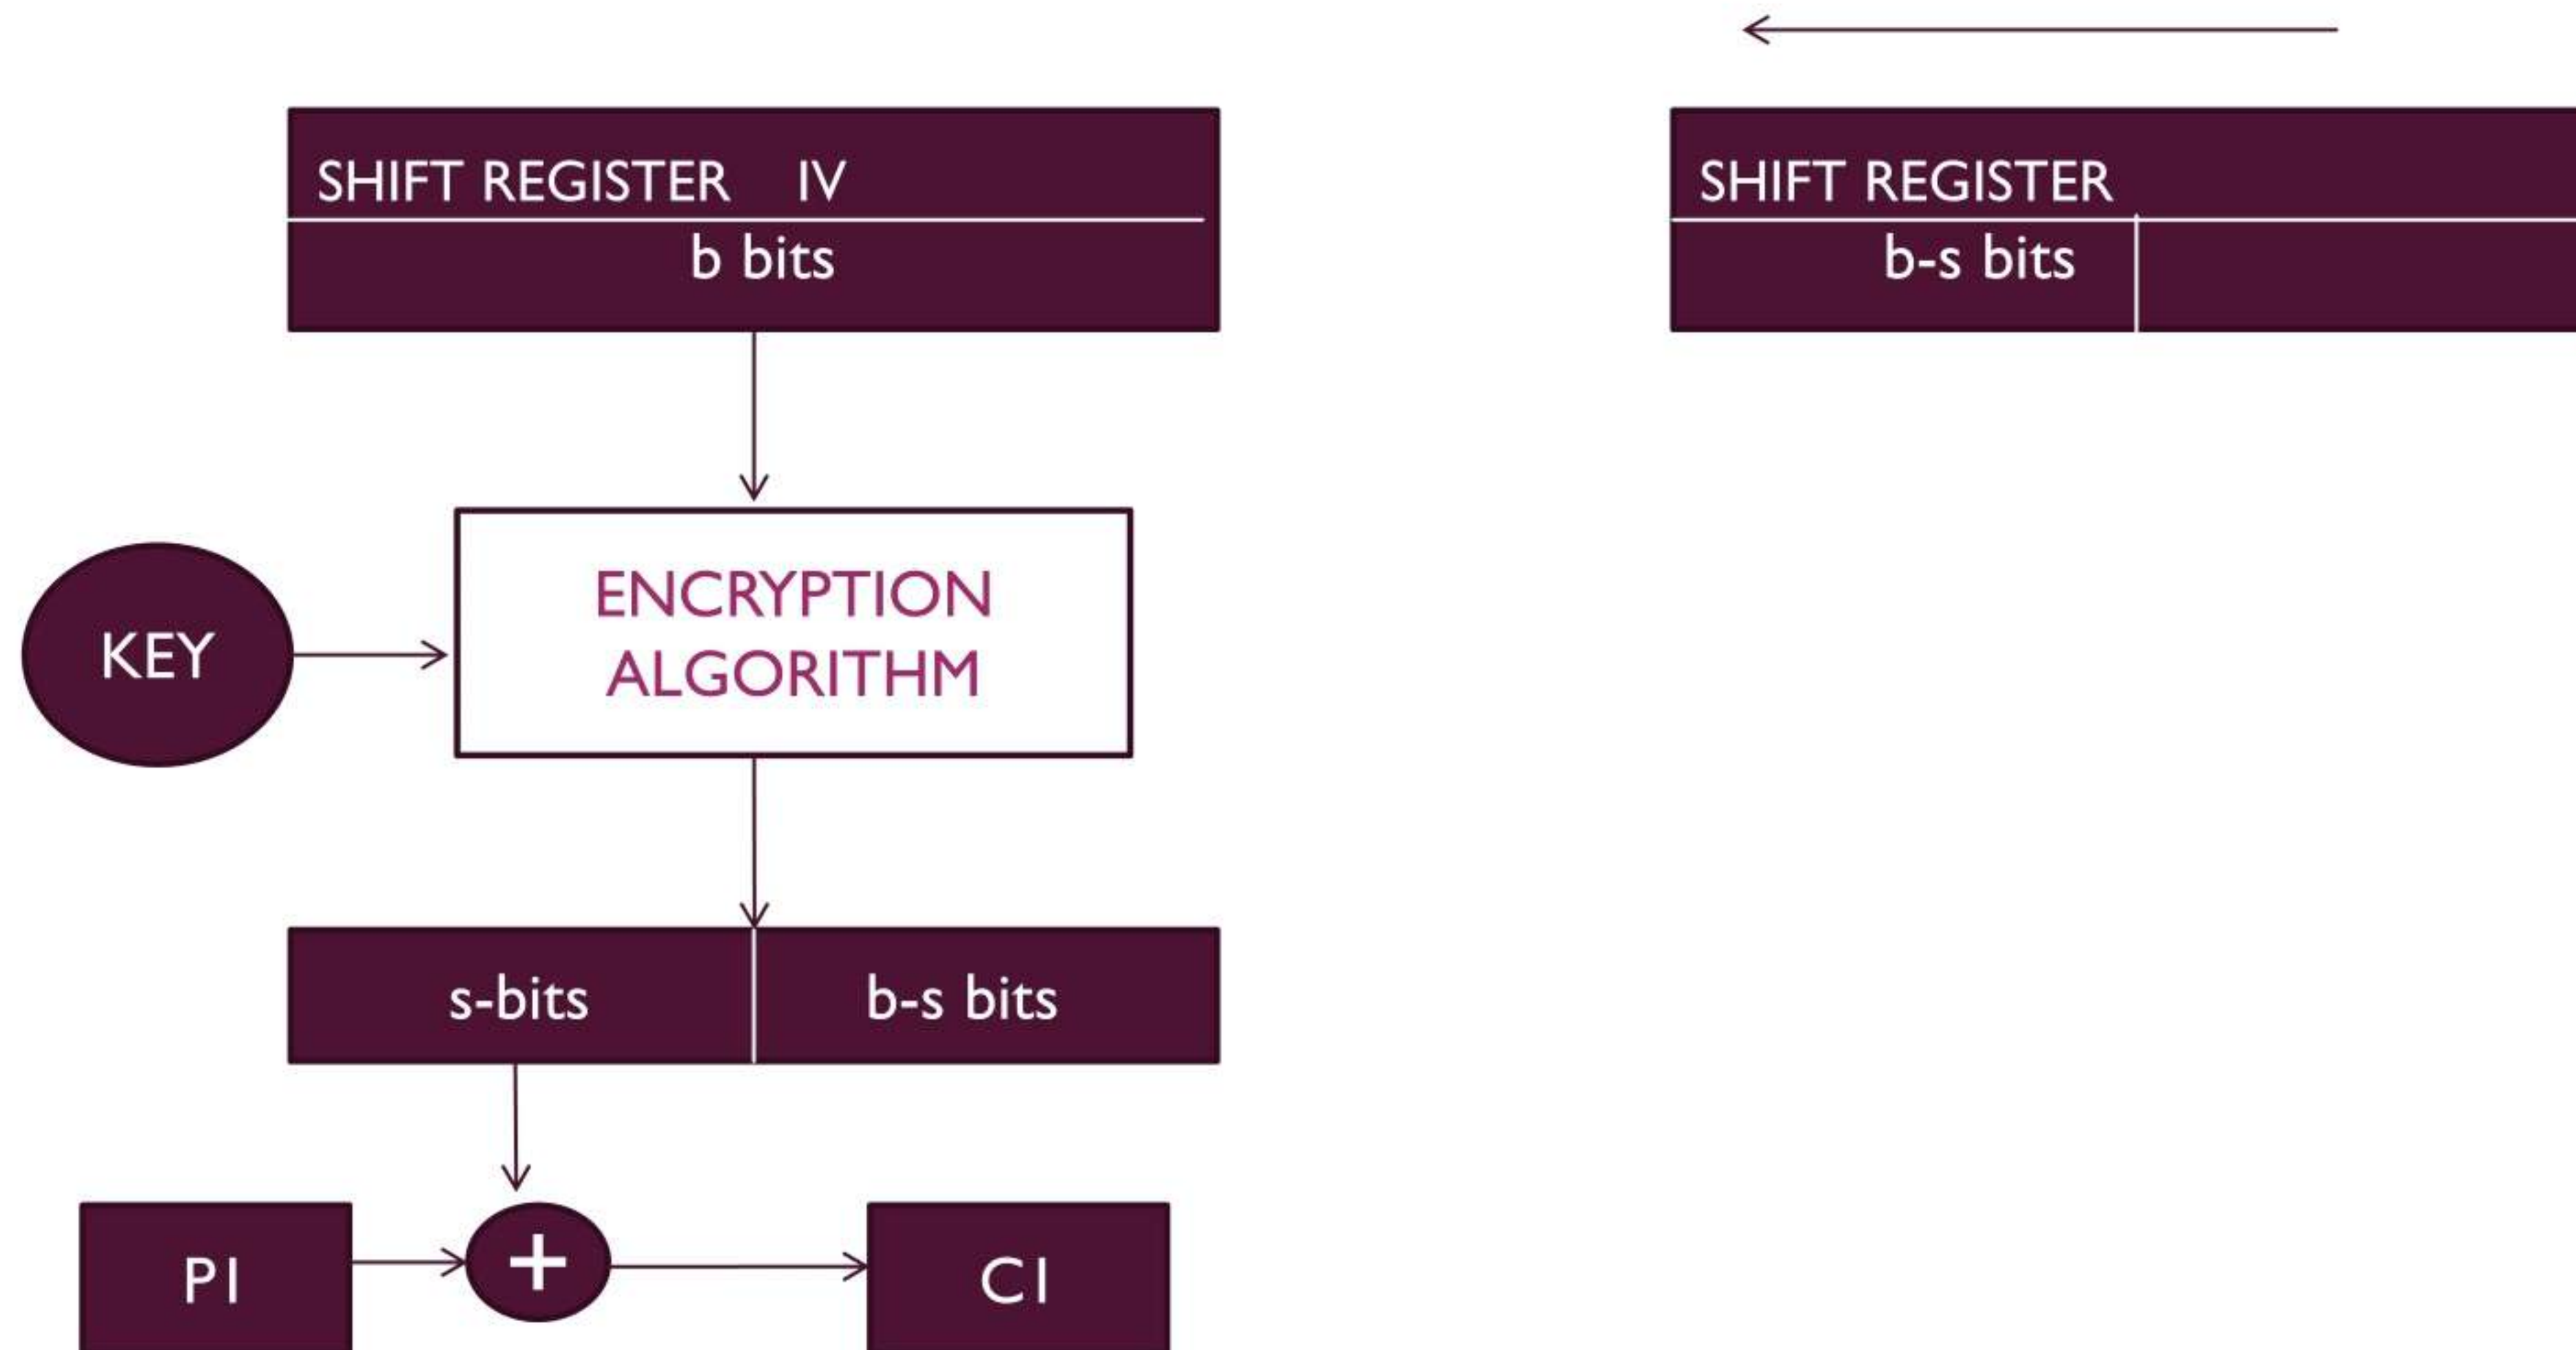 SHIFT REGISTER IV
b bits
SHIFT REGISTER
b-s bits
KEY
ENCRYPTION
ALGORITHM
s-bits
b-s bits
P1
+
C1